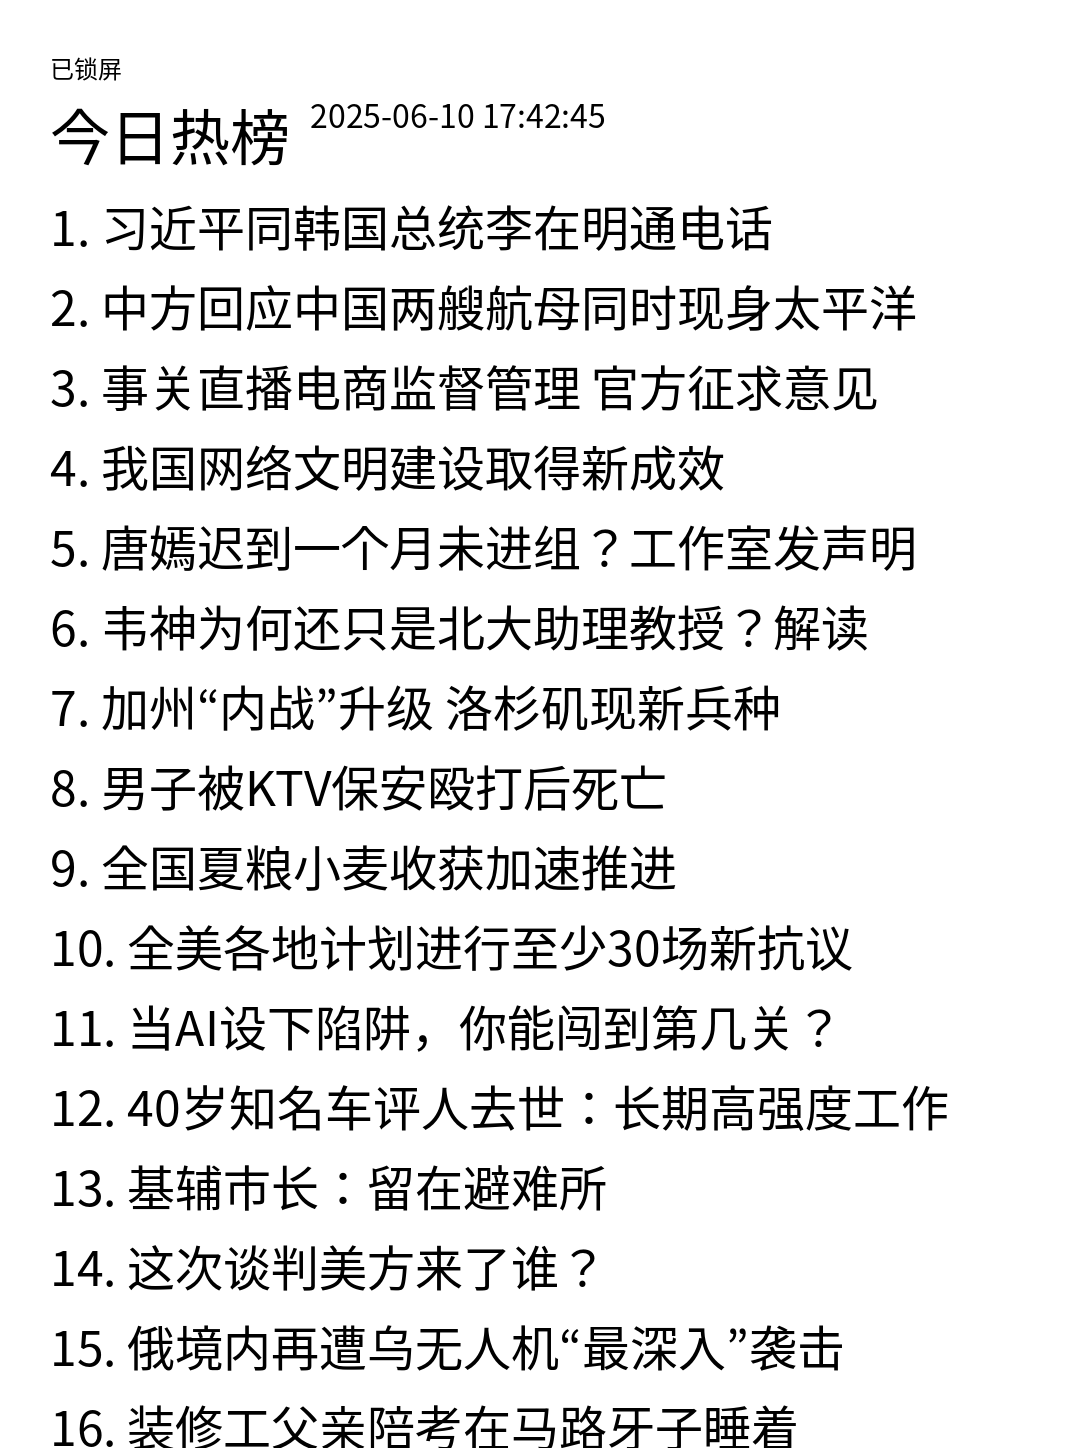 已锁屏
今日热榜 2025-06-10 17:42:45
1. 习近平同韩国总统李在明通电话
2. 中方回应中国两艘航母同时现身太平洋
3. 事关直播电商监督管理 官方征求意见
4. 我国网络文明建设取得新成效
5. 唐嫣迟到一个月未进组？工作室发声明
6. 韦神为何还只是北大助理教授？解读
7. 加州“内战”升级 洛杉矶现新兵种
8. 男子被KTV保安殴打后死亡
9. 全国夏粮小麦收获加速推进
10. 全美各地计划进行至少30场新抗议
11. 当AI设下陷阱，你能闯到第几关？
12. 40岁知名车评人去世：长期高强度工作
13. 基辅市长：留在避难所
14. 这次谈判美方来了谁？
15. 俄境内再遭乌无人机“最深入”袭击
16. 装修工父亲陪考在马路牙子睡着